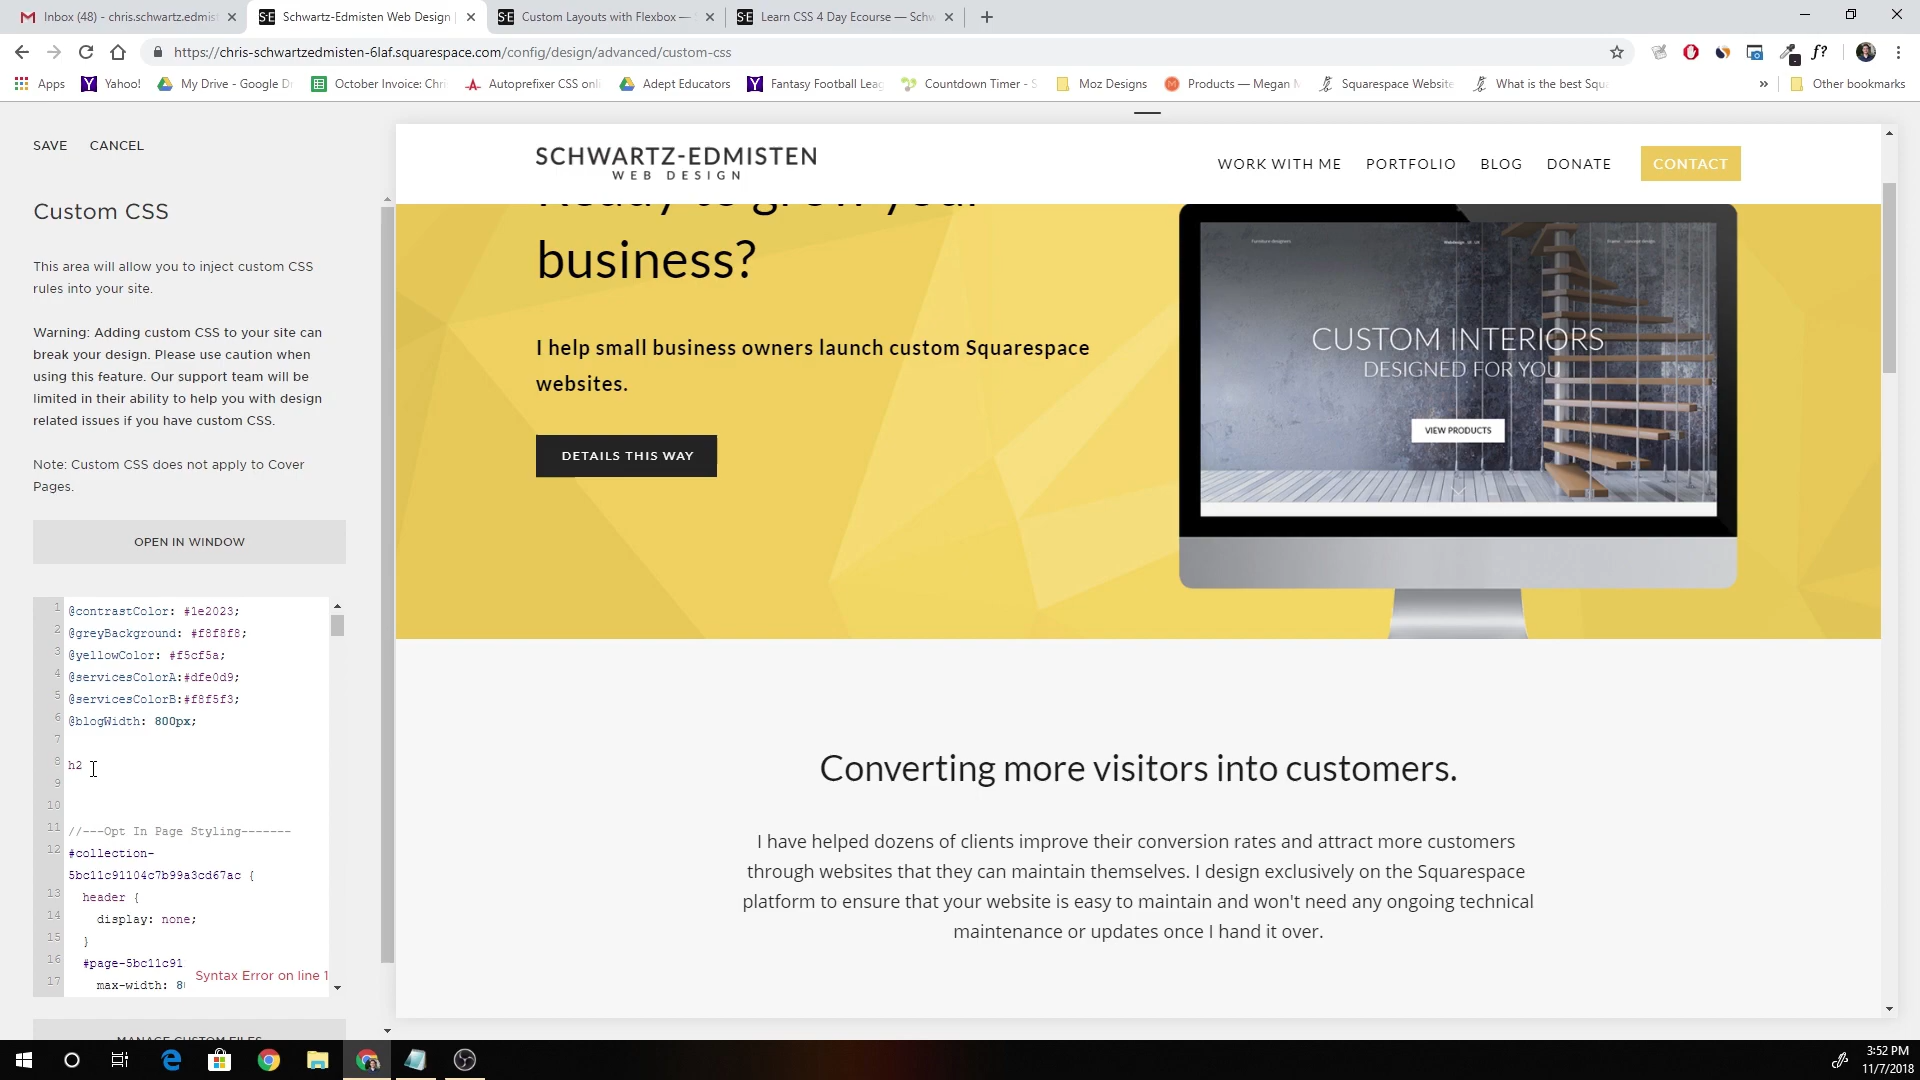 Inbox (48) - chris.schwartz.edmist
Schwartz-Edmisten Web Design |
Custom Layouts with Flexbox —
Learn CSS 4 Day Ecourse — Schw
https://chris-schwartzedmisten-6laf.squarespace.com/config/design/advanced/custom-css
Apps
Yahoo!
My Drive - Google D
October Invoice: Chri
Autoprefixer CSS onli
Adept Educators
Fantasy Football Leag
Countdown Timer - S
Moz Designs
Products — Megan M
Squarespace Website
What is the best Squa
Other bookmarks
SAVE CANCEL
Custom CSS
This area will allow you to inject custom CSS
rules into your site.
Warning: Adding custom CSS to your site can
break your design. Please use caution when
using this feature. Our support team will be
limited in their ability to help you with design
related issues if you have custom CSS.
Note: Custom CSS does not apply to Cover
Pages.
OPEN IN WINDOW
1 @contrastColor: #1e2023;
2 @greyBackground: #f8f8f8;
3 @yellowColor: #f5cf5a;
4 @servicesColorA:#dfe0d9;
5 @servicesColorB:#f8f5f3;
6 @blogWidth: 800px;
7
8 h2
9
10
11 //---Opt In Page Styling-------
12 #collection-
5bc11c91104c7b99a3cd67ac {
13 header {
14 display: none;
15 }
16 #page-5bc11c91
17 max-width: 80
Syntax Error on line 1
MANAGE CUSTOM FILES
SCHWARTZ-EDMISTEN
WEB DESIGN
WORK WITH ME PORTFOLIO BLOG DONATE CONTACT
Ready to grow your
business?
I help small business owners launch custom Squarespace
websites.
DETAILS THIS WAY
CUSTOM INTERIORS
DESIGNED FOR YOU
VIEW PRODUCTS
Converting more visitors into customers.
I have helped dozens of clients improve their conversion rates and attract more customers
through websites that they can maintain themselves. I design exclusively on the Squarespace
platform to ensure that your website is easy to maintain and won't need any ongoing technical
maintenance or updates once I hand it over.
3:52 PM
11/7/2018